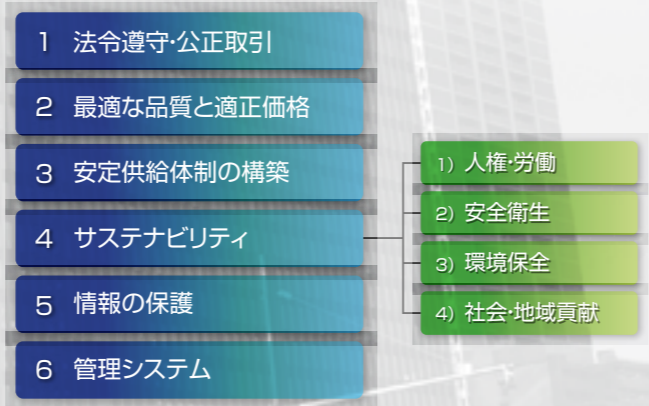 1 法令遵守・公正取引
2 最適な品質と適正価格
3 安定供給体制の構築
4 サステナビリティ
1) 人権・労働
2) 安全衛生
3) 環境保全
4) 社会・地域貢献
5 情報の保護
6 管理システム